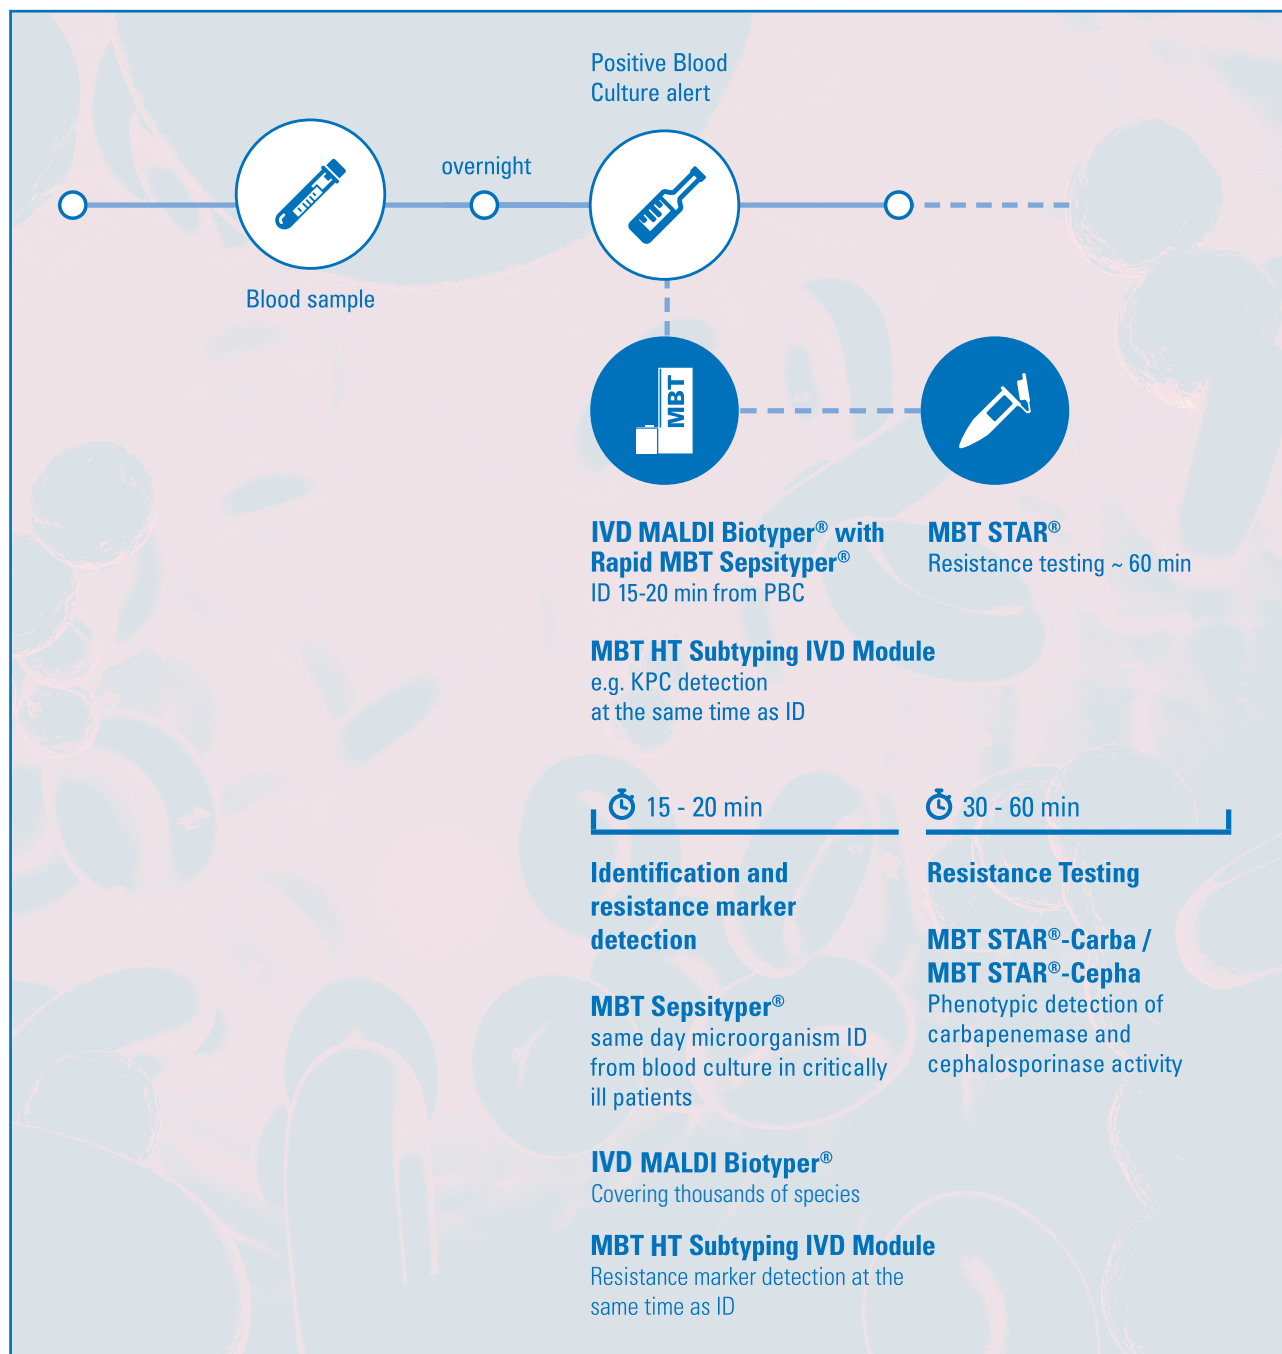 Positive Blood
Culture alert
overnight
Blood sample
MBT
IVD MALDI Biotyper® with
Rapid MBT Sepsityper®
ID 15-20 min from PBC
MBT HT Subtyping IVD Module
e.g. KPC detection
at the same time as ID
MBT STAR®
Resistance testing ~ 60 min
15 - 20 min
Identification and
resistance marker
detection
MBT Sepsityper®
same day microorganism ID
from blood culture in critically
ill patients
IVD MALDI Biotyper®
Covering thousands of species
MBT HT Subtyping IVD Module
Resistance marker detection at the
same time as ID
30 - 60 min
Resistance Testing
MBT STAR®-Carba /
MBT STAR®-Cepha
Phenotypic detection of
carbapenemase and
cephalosporinase activity